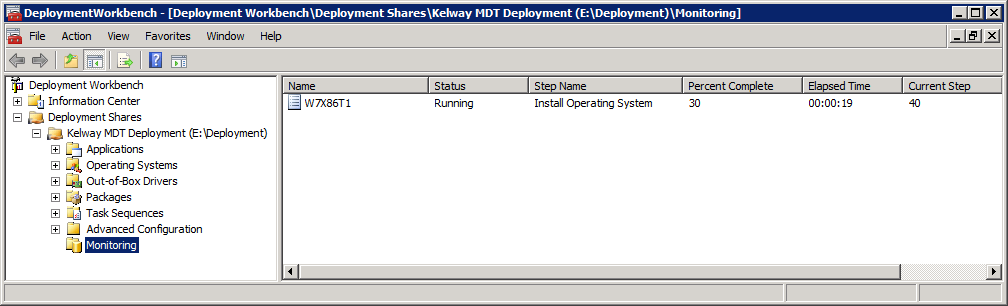 DeploymentWorkbench - [Deployment Workbench\Deployment Shares\Kelway MDT Deployment (E:\Deployment)\Monitoring]
File Action View Favorites Window Help
Deployment Workbench
Information Center
Deployment Shares
Kelway MDT Deployment (E:\Deployment)
Applications
Operating Systems
Out-of-Box Drivers
Packages
Task Sequences
Advanced Configuration
Monitoring
Name Status Step Name Percent Complete Elapsed Time Current Step
W7X86T1 Running Install Operating System 30 00:00:19 40